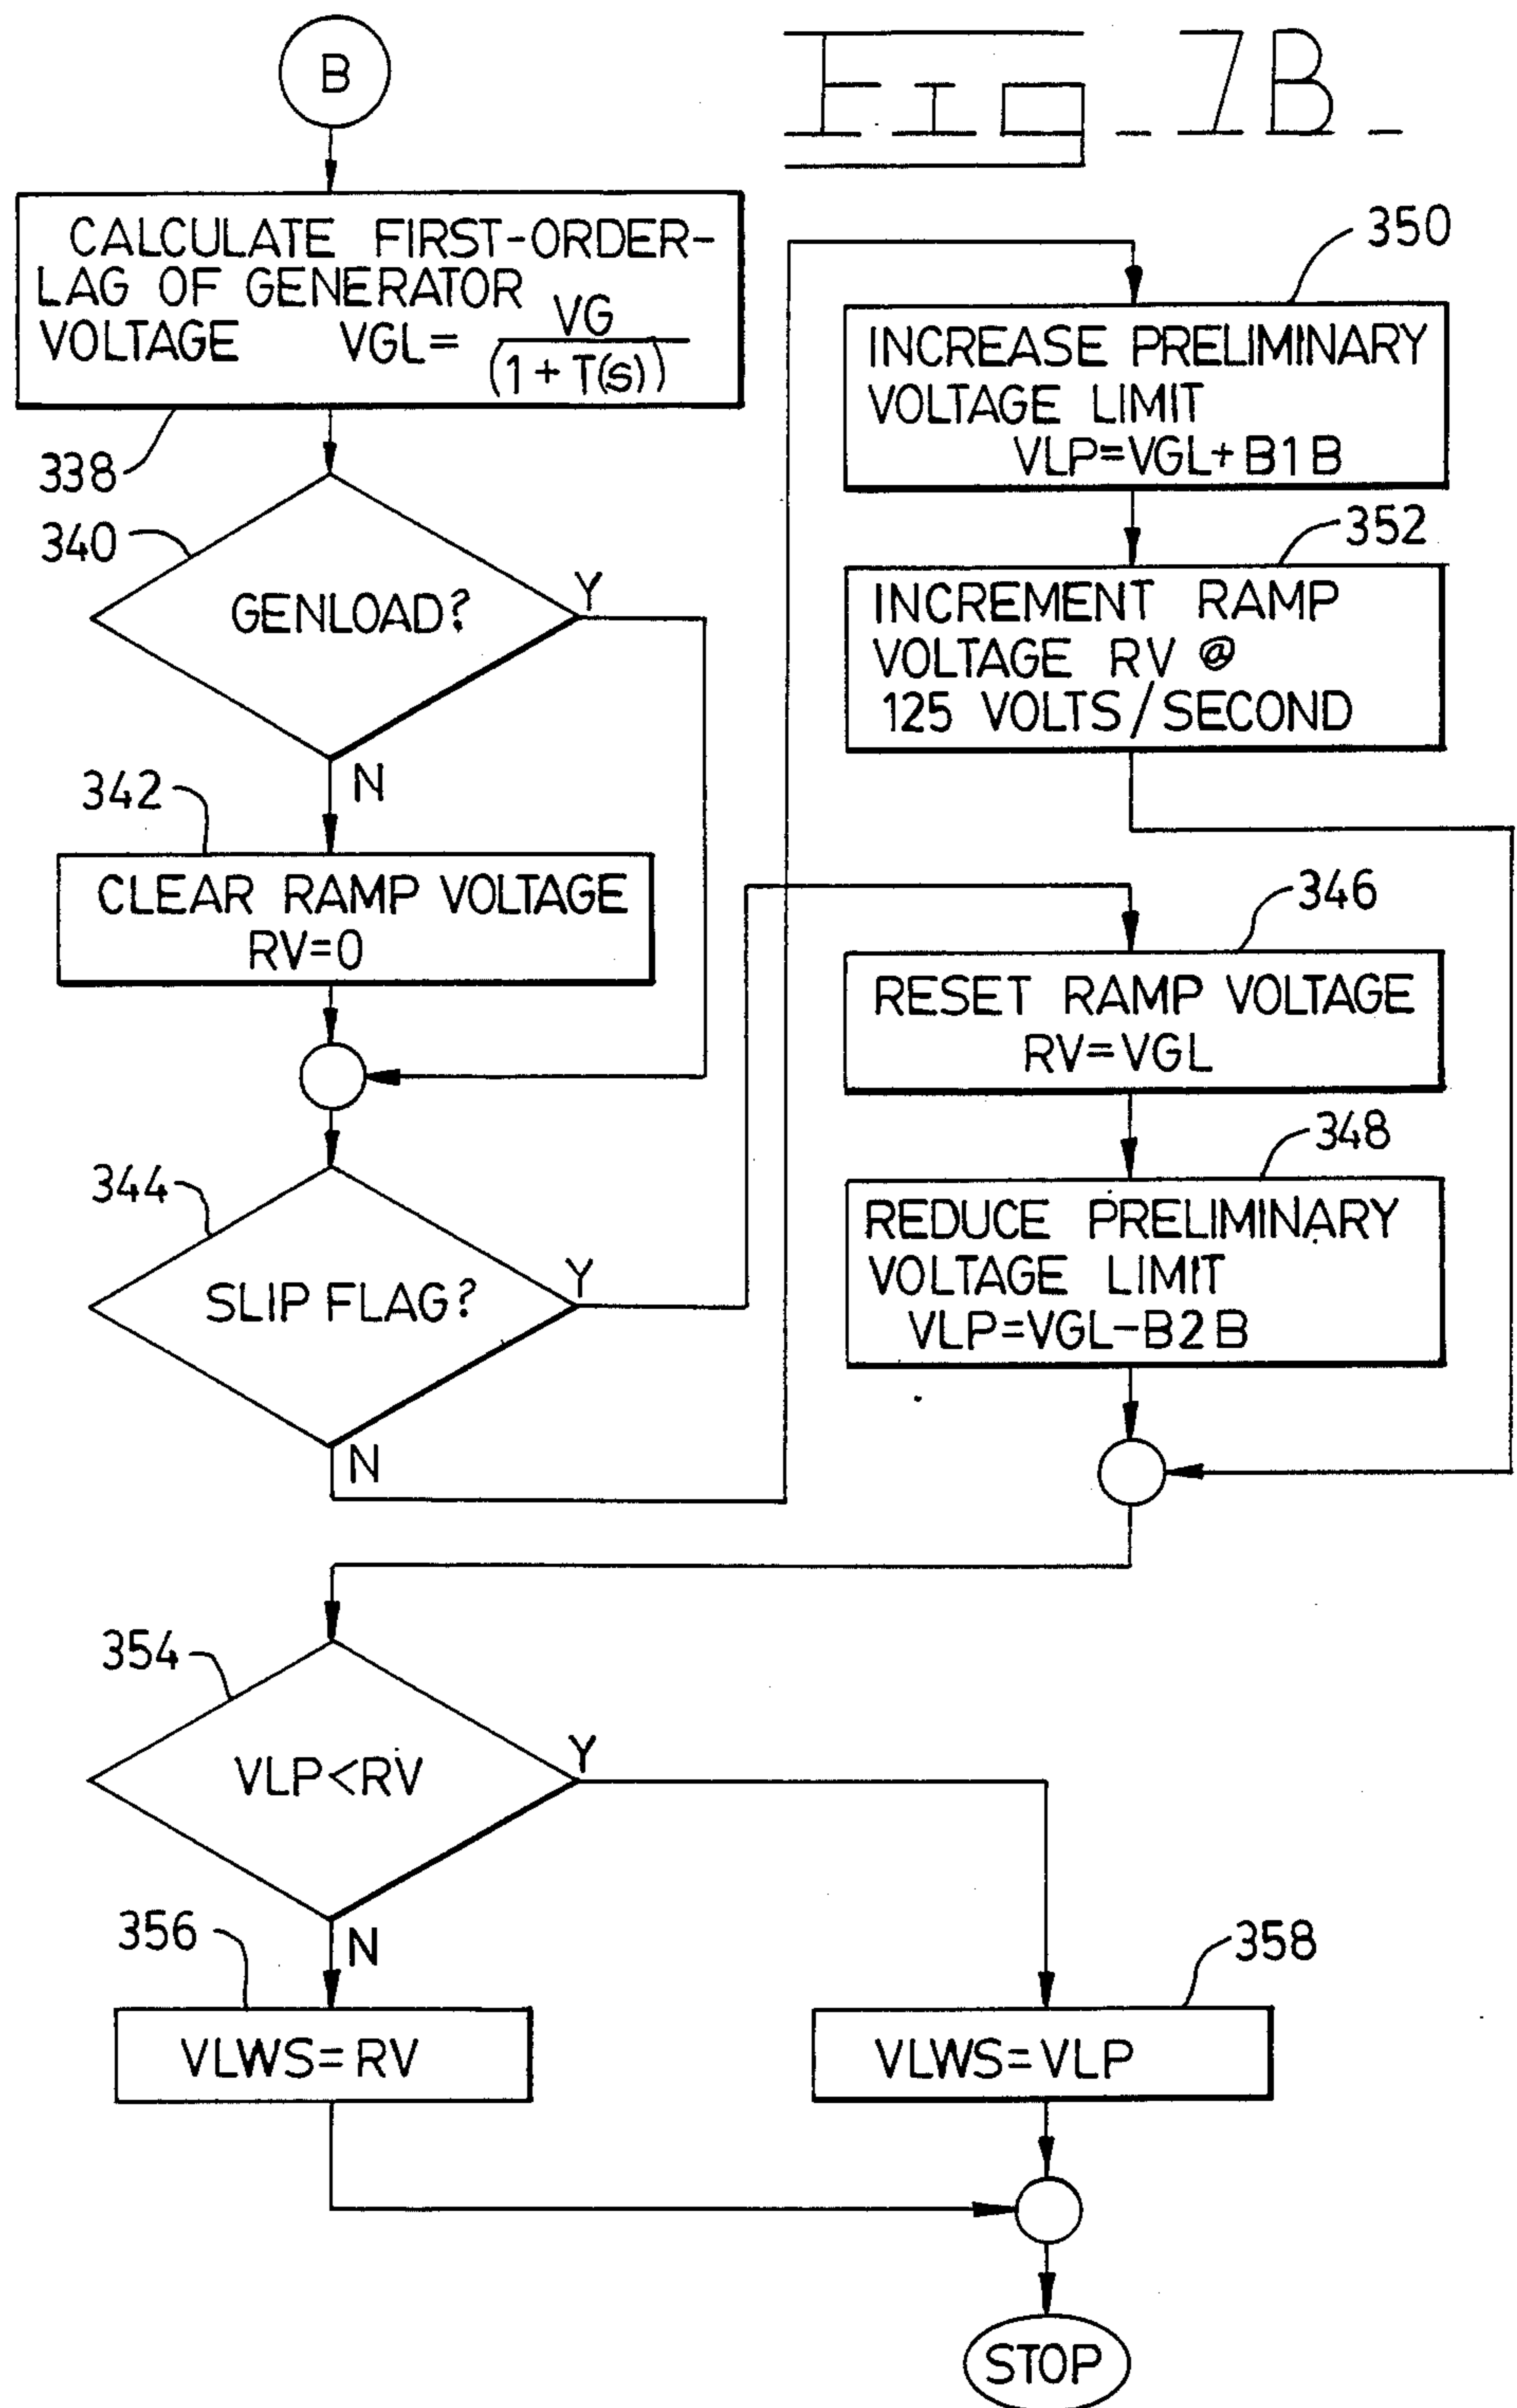 B
Fig_7B_
CALCULATE FIRST-ORDER-
LAG OF GENERATOR
VOLTAGE VGL= VG
(1 + T(s))
338
340
GENLOAD?
Y
N
342
CLEAR RAMP VOLTAGE
RV=0
344
SLIP FLAG?
Y
N
350
INCREASE PRELIMINARY
VOLTAGE LIMIT
VLP=VGL+B1B
352
INCREMENT RAMP
VOLTAGE RV @
125 VOLTS/SECOND
346
RESET RAMP VOLTAGE
RV=VGL
348
REDUCE PRELIMINARY
VOLTAGE LIMIT
VLP=VGL-B2B
354
VLP<RV
Y
N
356
VLWS=RV
358
VLWS=VLP
STOP